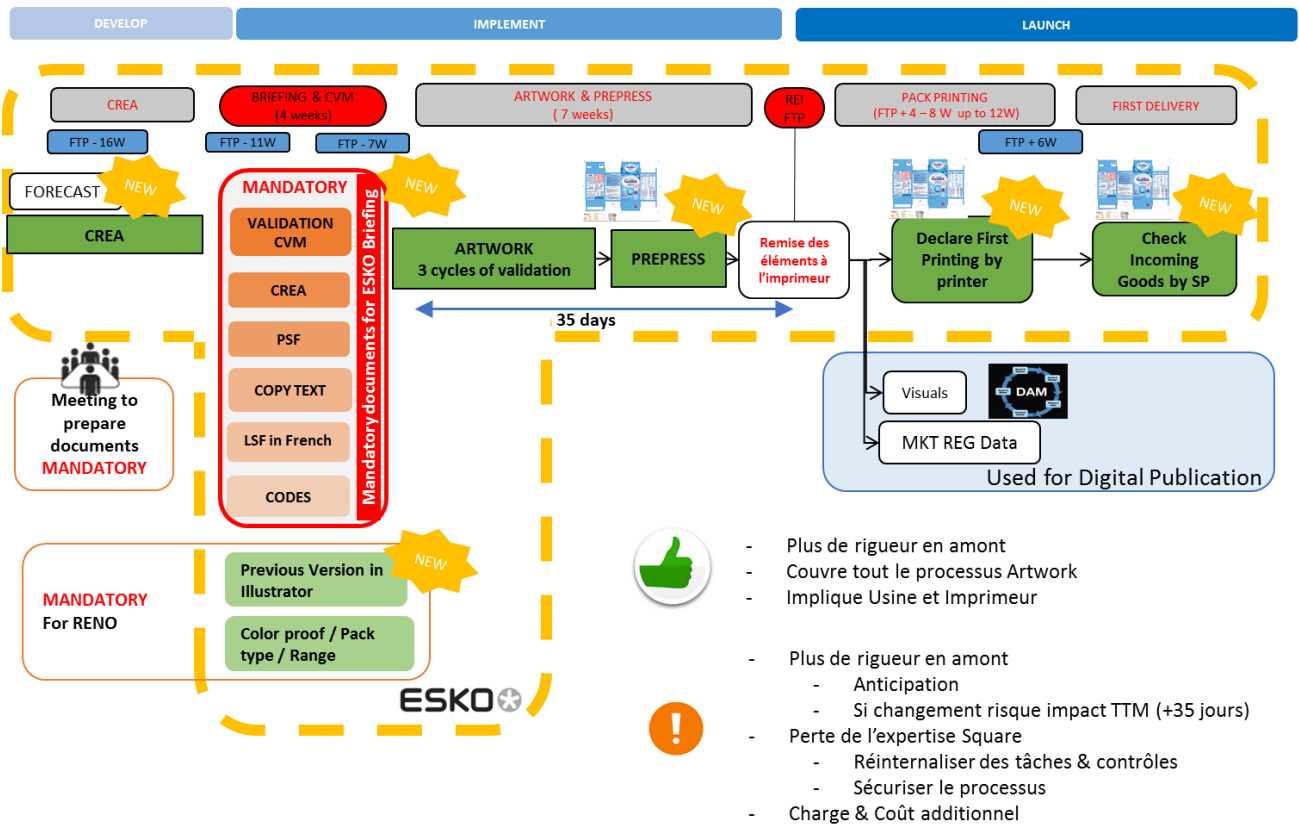 DEVELOP
IMPLEMENT
LAUNCH
CREA
BRIEFING & CVM
(4 weeks)
ARTWORK & PREPRESS
( 7 weeks)
REI
FTP
PACK PRINTING
(FTP + 4 – 8 W up to 12W)
FIRST DELIVERY
FTP - 16W
FTP - 11W
FTP - 7W
FTP + 6W
FORECAST
NEW
CREA
MANDATORY
NEW
VALIDATION
CVM
CREA
PSF
COPY TEXT
LSF in French
CODES
Mandatory documents for ESKO Briefing
ARTWORK
3 cycles of validation
NEW
PREPRESS
Remise des
éléments à
l'imprimeur
NEW
Declare First
Printing by
printer
NEW
Check
Incoming
Goods by SP
35 days
Meeting to
prepare
documents
MANDATORY
Visuals
DAM
MKT REG Data
Used for Digital Publication
MANDATORY
For RENO
NEW
Previous Version in
Illustrator
Color proof / Pack
type / Range
ESKO
- Plus de rigueur en amont
- Couvre tout le processus Artwork
- Implique Usine et Imprimeur
- Plus de rigueur en amont
- Anticipation
- Si changement risque impact TTM (+35 jours)
- Perte de l'expertise Square
- Réinternaliser des tâches & contrôles
- Sécuriser le processus
- Charge & Coût additionnel